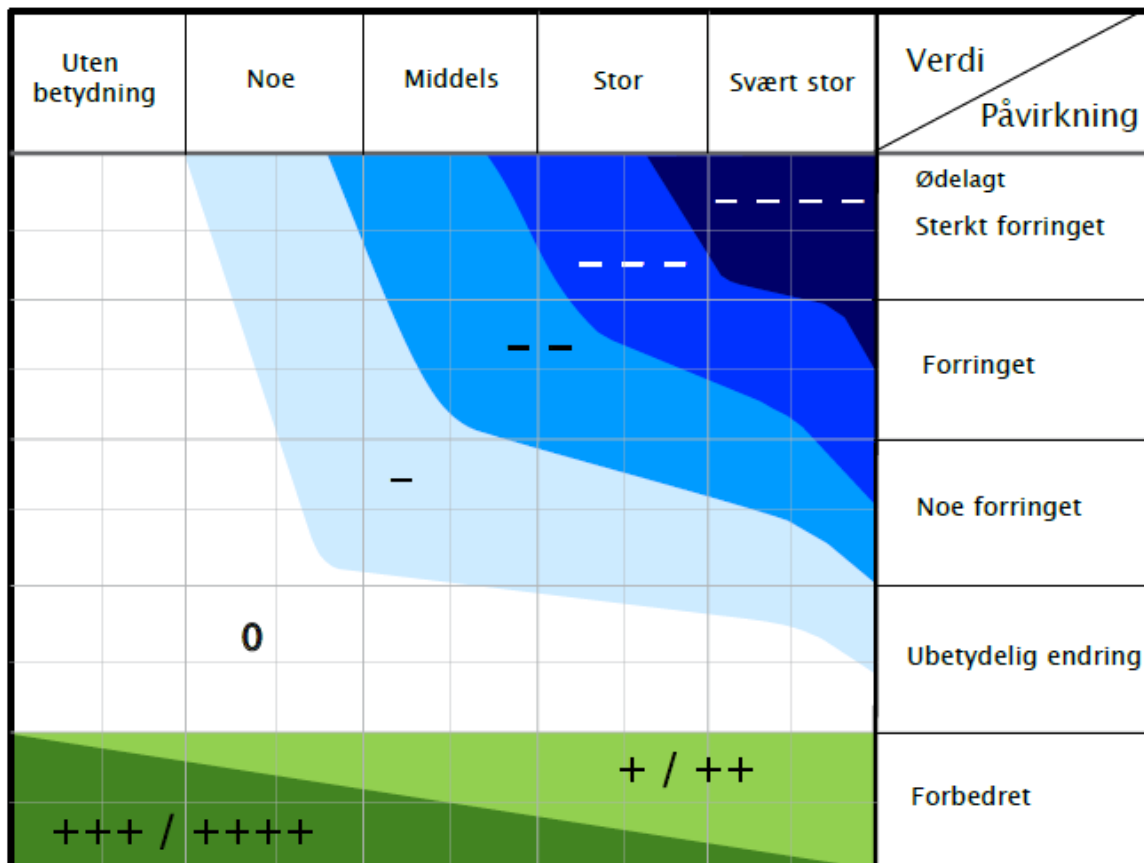 Uten
betydning
Noe
Middels
Stor
Svært stor
Verdi
Påvirkning
Ødelagt
– – – –
Sterkt forringet
– – –
– –
Forringet
–
Noe forringet
0
Ubetydelig endring
+ / ++
Forbedret
+++ / ++++